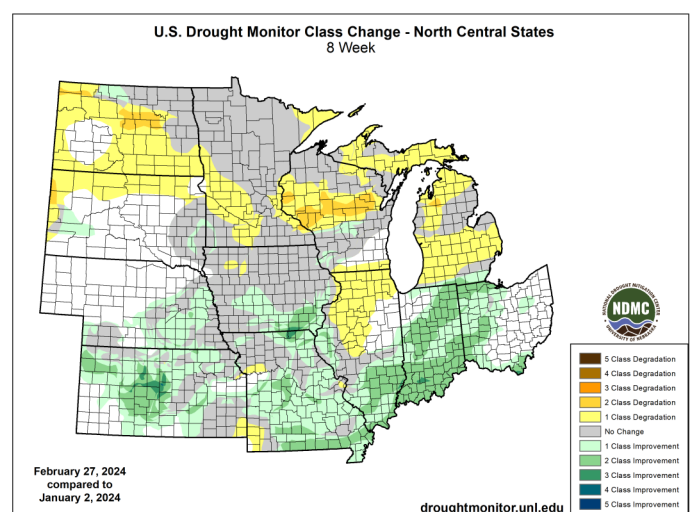 U.S. Drought Monitor Class Change - North Central States
8 Week
NATIONAL DROUGHT MITIGATION CENTER
NDMC
UNIVERSITY OF NEBRASKA
5 Class Degradation
4 Class Degradation
3 Class Degradation
2 Class Degradation
1 Class Degradation
No Change
1 Class Improvement
2 Class Improvement
3 Class Improvement
4 Class Improvement
5 Class Improvement
February 27, 2024
compared to
January 2, 2024
droughtmonitor.unl.edu